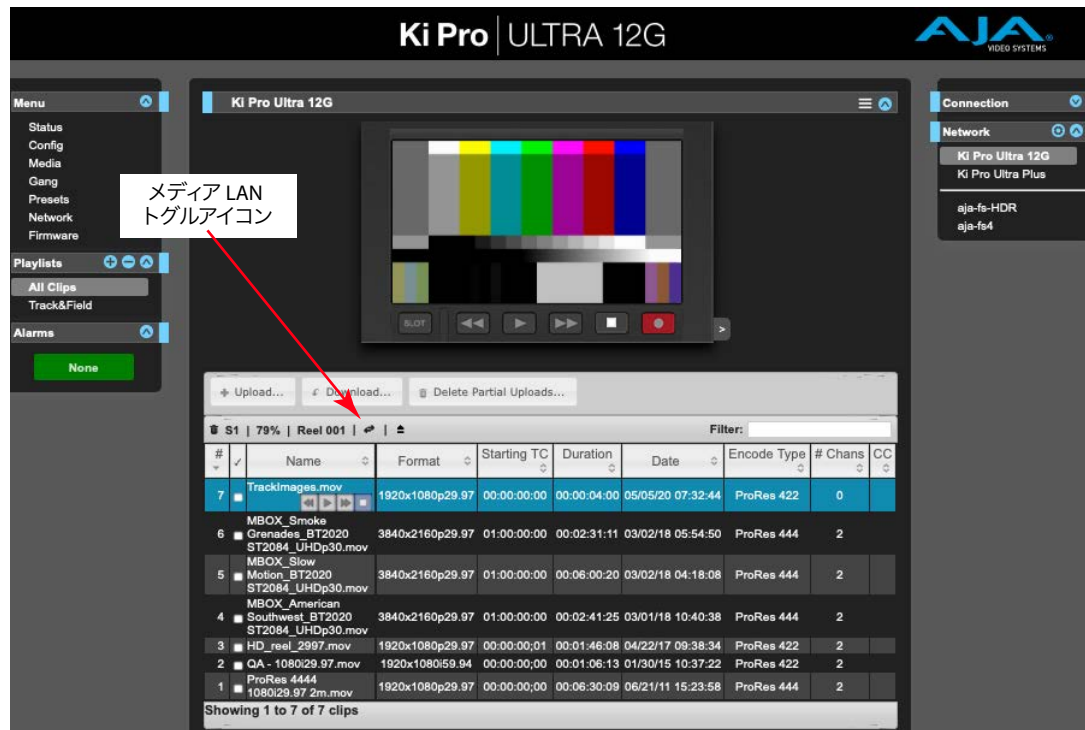 Ki Pro | ULTRA 12G
AJA
VIDEO SYSTEMS
Menu
Status
Config
Media
Gang
Presets
Network
Firmware
Playlists
All Clips
Track&Field
Alarms
None
メディア LAN
トグルアイコン
Ki Pro Ultra 12G
SLOT
>
Upload...
Download...
Delete Partial Uploads...
S1 | 79% | Reel 001 | |
Filter:
# ✓ Name Format Starting TC Duration Date Encode Type # Chans CC
7 TrackImages.mov 1920x1080p29.97 00:00:00:00 00:00:04:00 05/05/20 07:32:44 ProRes 422 0
6 MBOX_Smoke
Grenades_BT2020 3840x2160p29.97 01:00:00:00 00:02:31:11 03/02/18 05:54:50 ProRes 444 2
ST2084_UHDp30.mov
5 MBOX_Slow
Motion_BT2020 3840x2160p29.97 01:00:00:00 00:06:00:20 03/02/18 04:18:08 ProRes 444 2
ST2084_UHDp30.mov
4 MBOX_American
Southwest_BT2020 3840x2160p29.97 01:00:00:00 00:02:41:25 03/01/18 10:40:38 ProRes 444 2
ST2084_UHDp30.mov
3 HD_reel_2997.mov 1920x1080p29.97 00:00:00;01 00:01:46:08 04/22/17 09:38:34 ProRes 422 2
2 QA - 1080i29.97.mov 1920x1080i59.94 00:00:00;00 00:01:06:13 01/30/15 10:37:22 ProRes 422 2
1 ProRes 4444
1080i29.97 2m.mov 1920x1080p29.97 00:00:00;00 00:06:30:09 06/21/11 15:23:58 ProRes 444 2
Showing 1 to 7 of 7 clips
Connection
Network
Ki Pro Ultra 12G
Ki Pro Ultra Plus
aja-fs-HDR
aja-fs4